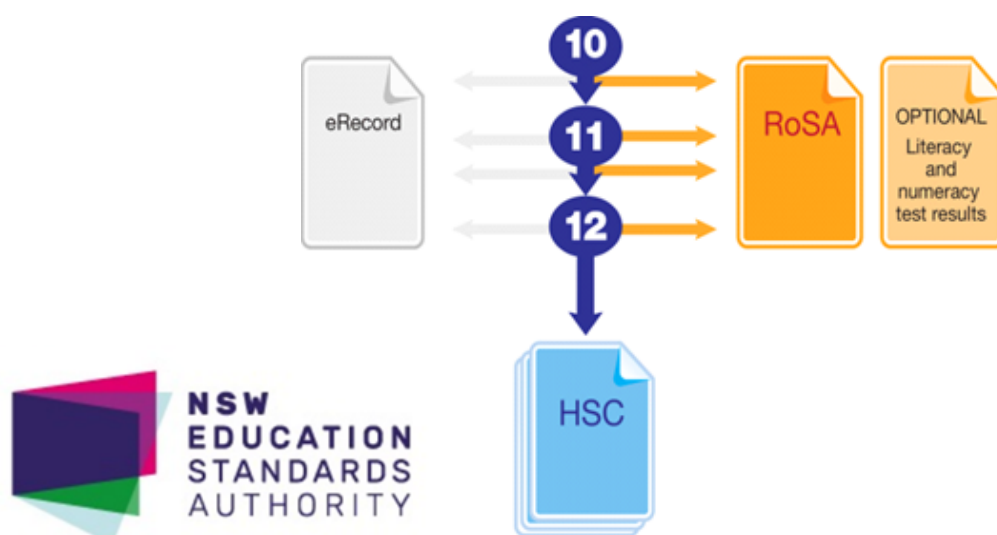 10
eRecord
11
RoSA
OPTIONAL
Literacy
and
numeracy
test results
12
HSC
NSW
EDUCATION
STANDARDS
AUTHORITY